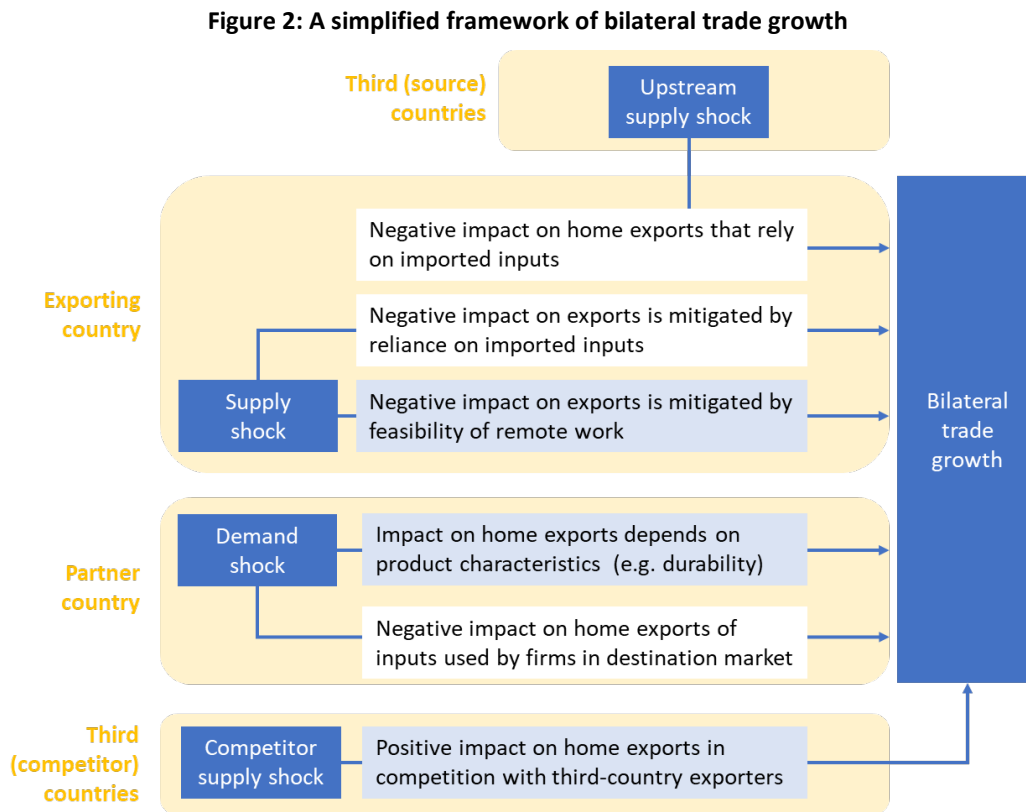 Figure 2: A simplified framework of bilateral trade growth
Third (source)
countries
Upstream
supply shock
Negative impact on home exports that rely
on imported inputs
Exporting
country
Negative impact on exports is mitigated by
reliance on imported inputs
Supply
shock
Negative impact on exports is mitigated by
feasibility of remote work
Bilateral
trade
growth
Demand
shock
Impact on home exports depends on
product characteristics (e.g. durability)
Partner
country
Negative impact on home exports of
inputs used by firms in destination market
Third
(competitor)
countries
Competitor
supply shock
Positive impact on home exports in
competition with third-country exporters